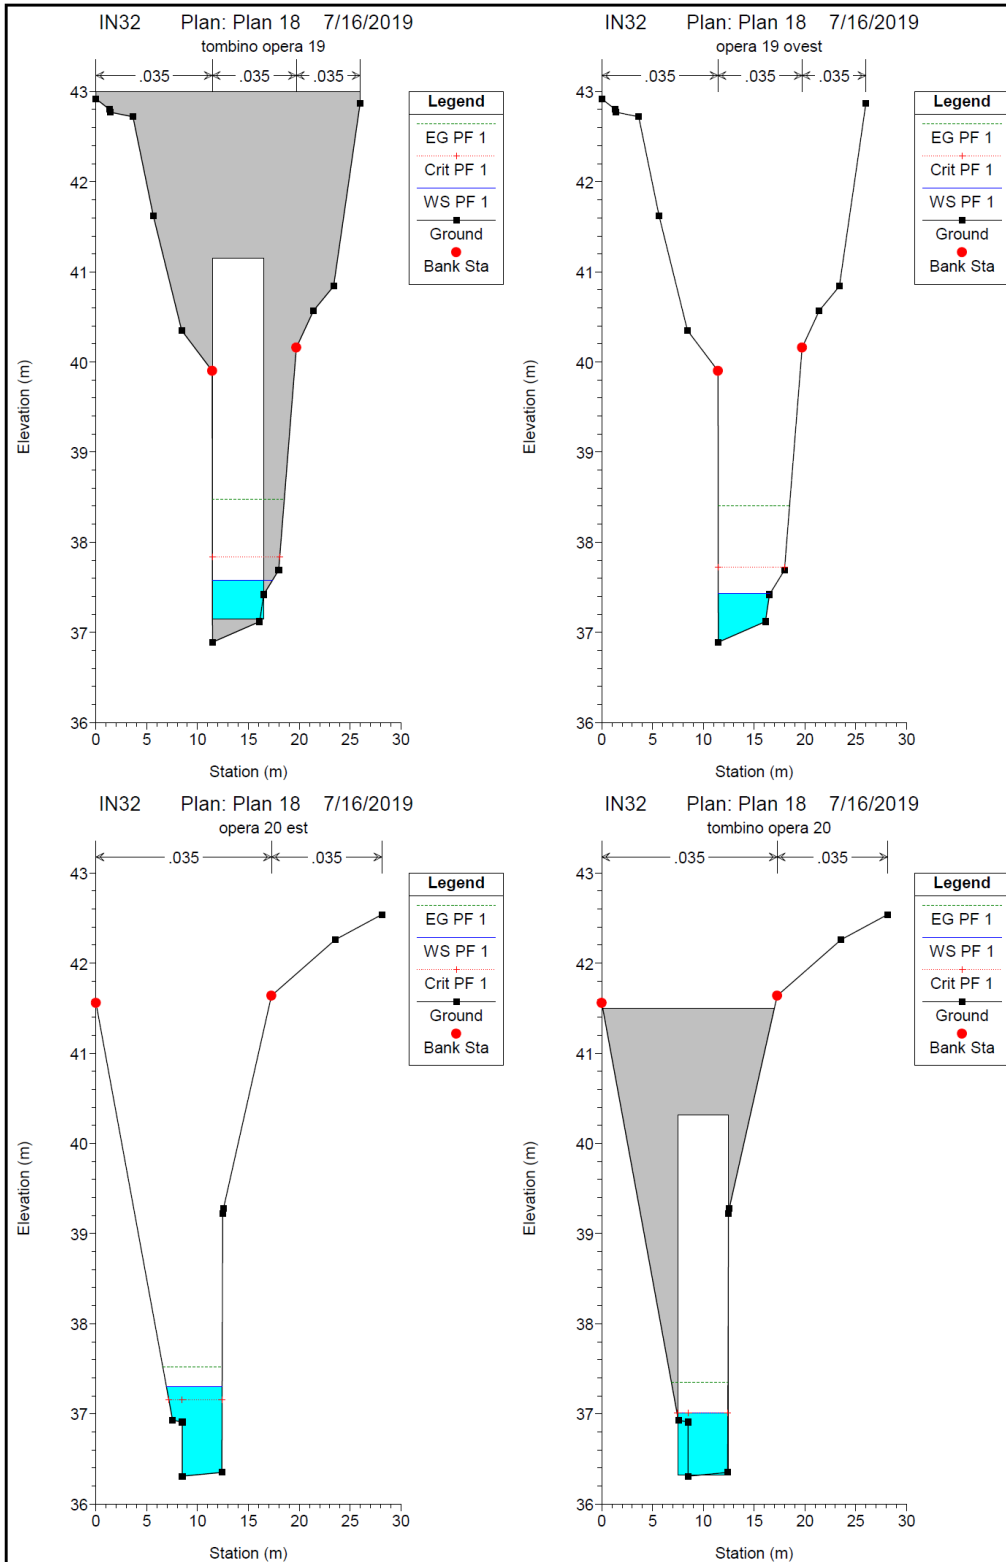 IN32 Plan: Plan 18 7/16/2019
tombino opera 19
.035 .035 .035
43
42
41
40
39
38
37
36
Elevation (m)
0 5 10 15 20 25 30
Station (m)
Legend
EG PF 1
Crit PF 1
WS PF 1
Ground
Bank Sta
IN32 Plan: Plan 18 7/16/2019
opera 19 ovest
.035 .035 .035
43
42
41
40
39
38
37
36
Elevation (m)
0 5 10 15 20 25 30
Station (m)
Legend
EG PF 1
Crit PF 1
WS PF 1
Ground
Bank Sta
IN32 Plan: Plan 18 7/16/2019
opera 20 est
.035 .035
43
42
41
40
39
38
37
36
Elevation (m)
0 5 10 15 20 25 30
Station (m)
Legend
EG PF 1
WS PF 1
Crit PF 1
Ground
Bank Sta
IN32 Plan: Plan 18 7/16/2019
tombino opera 20
.035 .035
43
42
41
40
39
38
37
36
Elevation (m)
0 5 10 15 20 25 30
Station (m)
Legend
EG PF 1
WS PF 1
Crit PF 1
Ground
Bank Sta